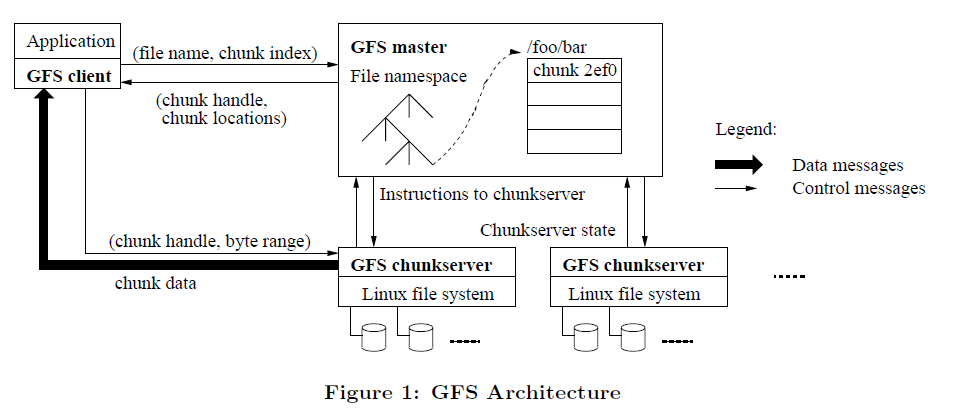 Application
GFS client
(file name, chunk index)
(chunk handle,
chunk locations)
GFS master
File namespace
/foo/bar
chunk 2ef0
Legend:
Data messages
Control messages
Instructions to chunkserver
Chunkserver state
(chunk handle, byte range)
chunk data
GFS chunkserver
Linux file system
GFS chunkserver
Linux file system
Figure 1: GFS Architecture